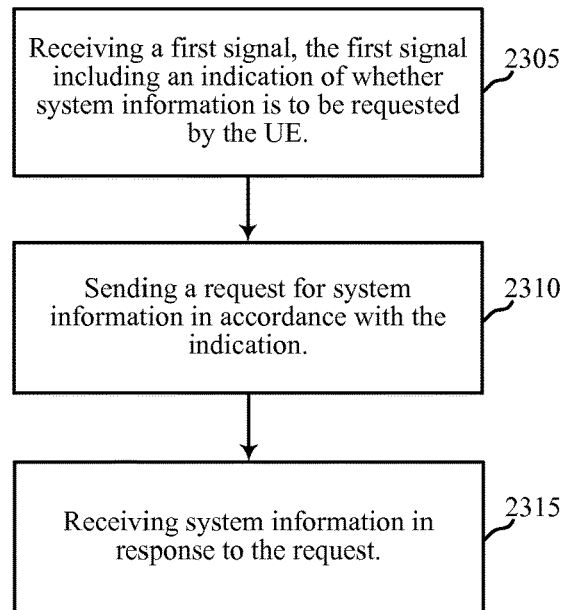 Receiving a first signal, the first signal
including an indication of whether
system information is to be requested
by the UE.
2305
Sending a request for system
information in accordance with the
indication.
2310
Receiving system information in
response to the request.
2315